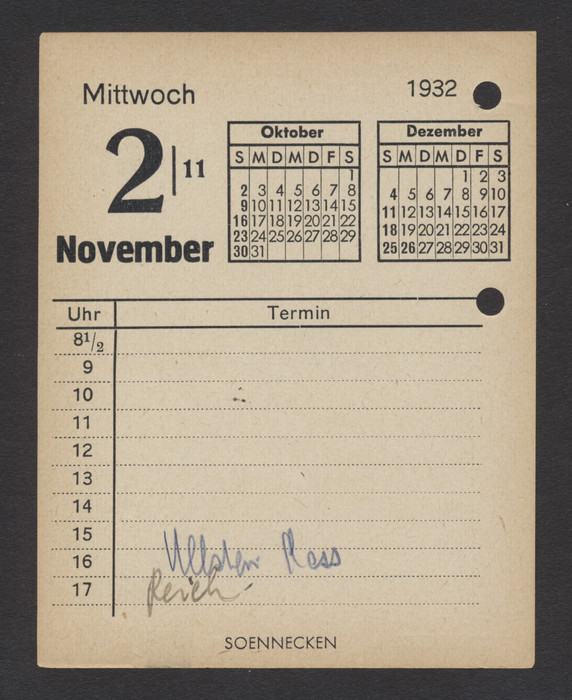 Mittwoch 1932
2 | 11
November
Oktober
S M D M D F S
1
2 3 4 5 6 7 8
9 10 11 12 13 14 15
16 17 18 19 20 21 22
23 24 25 26 27 28 29
30 31
Dezember
S M D M D F S
1 2 3
4 5 6 7 8 9 10
11 12 13 14 15 16 17
18 19 20 21 22 23 24
25 26 27 28 29 30 31
Uhr Termin
8 1/2
9
10
11
12
13
14
15
16
17 Reich
SOENNECKEN